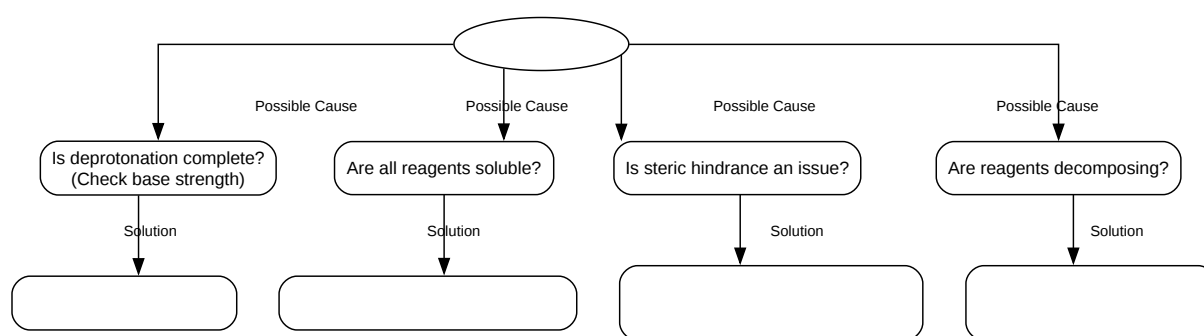 Possible Cause
Possible Cause
Possible Cause
Possible Cause
Is deprotonation complete?
(Check base strength)
Are all reagents soluble?
Is steric hindrance an issue?
Are reagents decomposing?
Solution
Solution
Solution
Solution